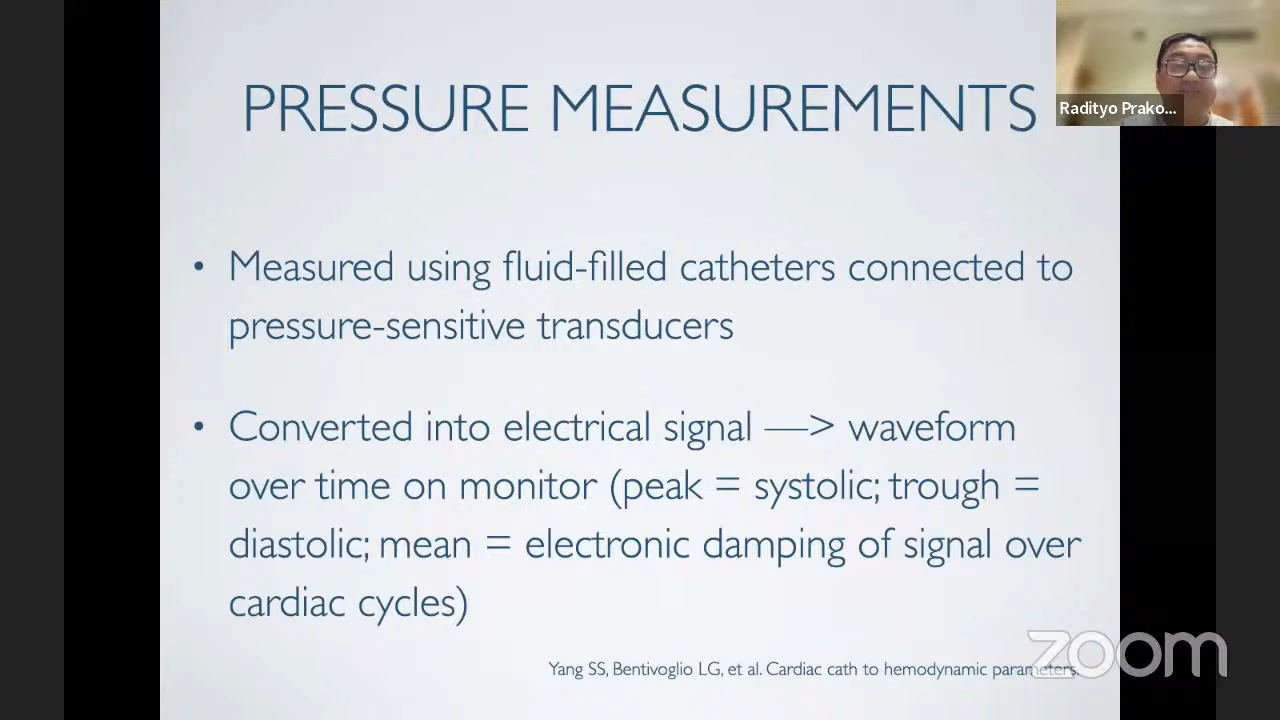 PRESSURE MEASUREMENTS
Radityo Prako...
• Measured using fluid-filled catheters connected to
pressure-sensitive transducers
• Converted into electrical signal —> waveform
over time on monitor (peak = systolic; trough =
diastolic; mean = electronic damping of signal over
cardiac cycles)
Yang SS, Bentivoglio LG, et al. Cardiac cath to hemodynamic parameters.
zoom